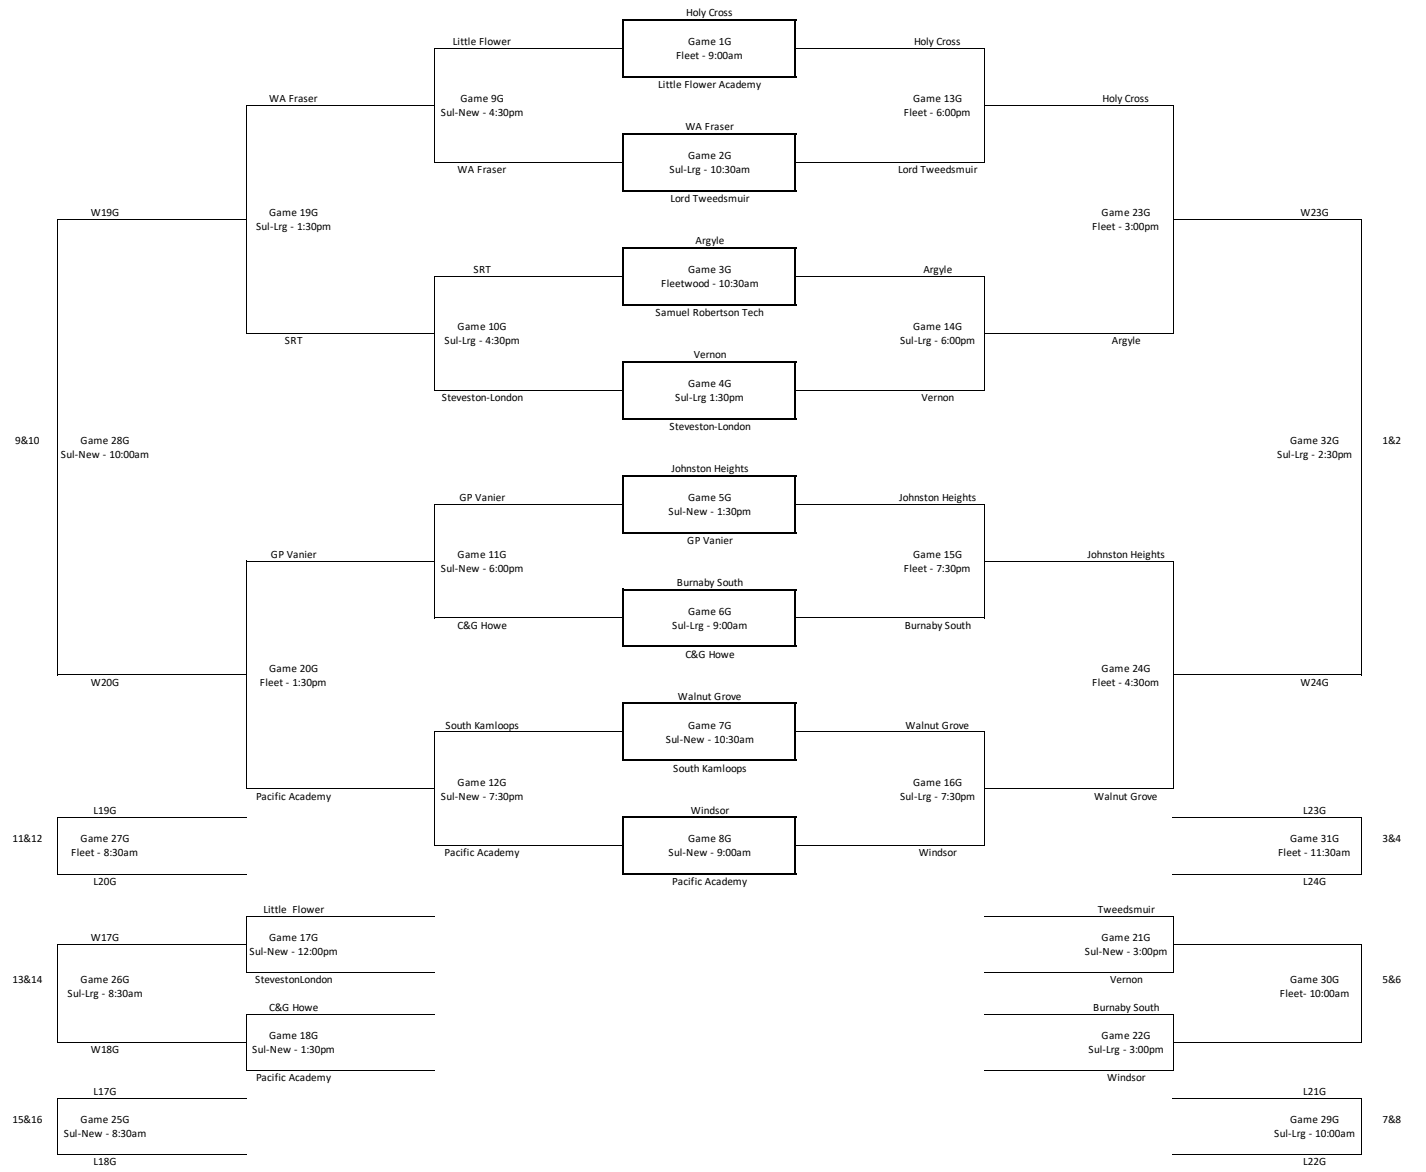 Holy Cross
Little Flower
Game 1G
Fleet - 9:00am
Holy Cross
Little Flower Academy
WA Fraser
Game 9G
Sul-New - 4:30pm
Game 13G
Fleet - 6:00pm
Holy Cross
WA Fraser
Game 2G
Sul-Lrg - 10:30am
WA Fraser
Lord Tweedsmuir
Lord Tweedsmuir
W19G
Game 19G
Sul-Lrg - 1:30pm
Game 23G
Fleet - 3:00pm
W23G
Argyle
SRT
Game 3G
Fleetwood - 10:30am
Argyle
Samuel Robertson Tech
SRT
Game 10G
Sul-Lrg - 4:30pm
Game 14G
Sul-Lrg - 6:00pm
Argyle
Vernon
Game 4G
Sul-Lrg 1:30pm
Steveston-London
Vernon
Steveston-London
9&10
Game 28G
Sul-New - 10:00am
Game 32G
Sul-Lrg - 2:30pm
1&2
Johnston Heights
GP Vanier
Game 5G
Sul-New - 1:30pm
Johnston Heights
GP Vanier
GP Vanier
Game 11G
Sul-New - 6:00pm
Game 15G
Fleet - 7:30pm
Johnston Heights
Burnaby South
Game 6G
Sul-Lrg - 9:00am
C&G Howe
Burnaby South
C&G Howe
W20G
Game 20G
Fleet - 1:30pm
Game 24G
Fleet - 4:30om
W24G
Walnut Grove
South Kamloops
Game 7G
Sul-New - 10:30am
Walnut Grove
South Kamloops
Pacific Academy
Game 12G
Sul-New - 7:30pm
Game 16G
Sul-Lrg - 7:30pm
Walnut Grove
L19G
Windsor
L23G
11&12
Game 27G
Fleet - 8:30am
Game 8G
Sul-New - 9:00am
Game 31G
Fleet - 11:30am
3&4
Pacific Academy
Windsor
L20G
Pacific Academy
L24G
Little  Flower
Tweedsmuir
W17G
Game 17G
Sul-New - 12:00pm
Game 21G
Sul-New - 3:00pm
StevestonLondon
Vernon
13&14
Game 26G
Sul-Lrg - 8:30am
Game 30G
Fleet- 10:00am
5&6
C&G Howe
Burnaby South
W18G
Game 18G
Sul-New - 1:30pm
Game 22G
Sul-Lrg - 3:00pm
Pacific Academy
Windsor
L17G
L21G
15&16
Game 25G
Sul-New - 8:30am
Game 29G
Sul-Lrg - 10:00am
7&8
L18G
L22G